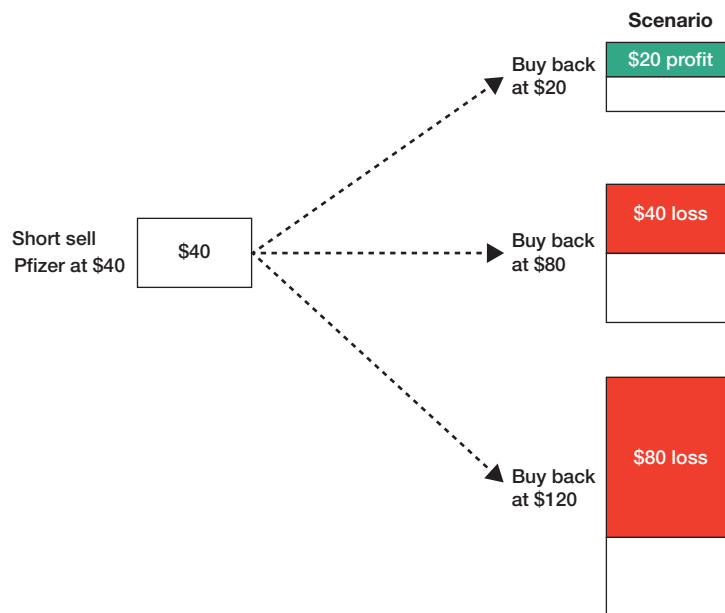 Scenario
Buy back
at $20
$20 profit
Short sell
Pfizer at $40
$40
Buy back
at $80
$40 loss
Buy back
at $120
$80 loss